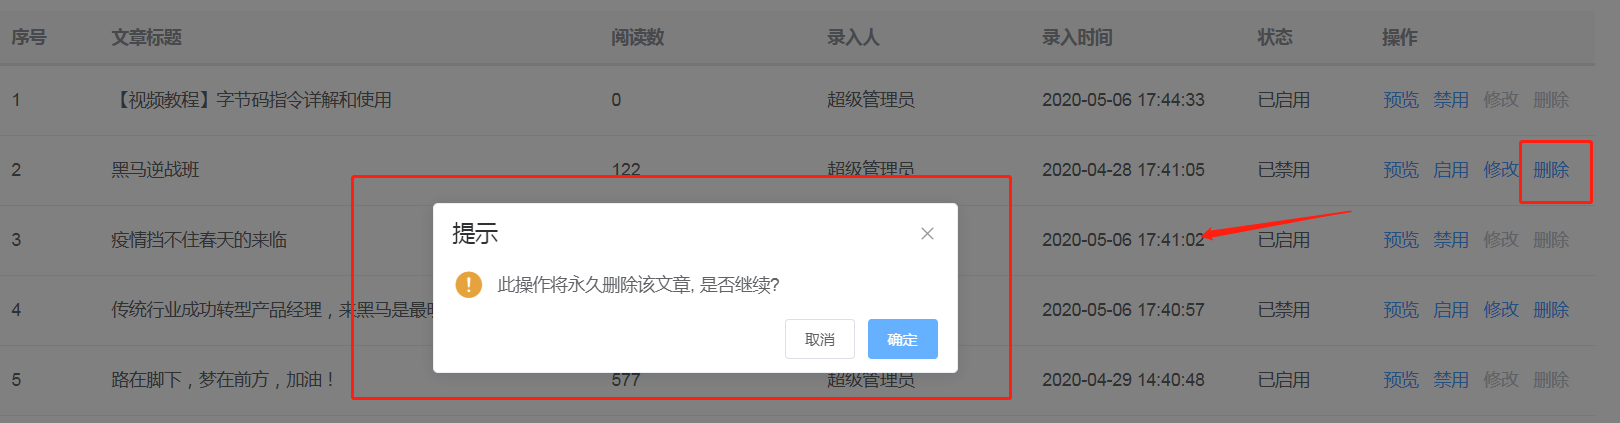 序号 文章标题 阅读数 录入人 录入时间 状态 操作
1 【视频教程】字节码指令详解和使用 0 超级管理员 2020-05-06 17:44:33 已启用 预览 禁用 修改 删除
2 黑马逆战班 122 超级管理员 2020-04-28 17:41:05 已禁用 预览 启用 修改 删除
3 疫情挡不住春天的来临 2020-05-06 17:41:02 已启用 预览 禁用 修改 删除
4 传统行业成功转型产品经理，来黑马是最 2020-05-06 17:40:57 已禁用 预览 启用 修改 删除
5 路在脚下，梦在前方，加油！ 577 超级管理员 2020-04-29 14:40:48 已启用 预览 禁用 修改 删除
提示
此操作将永久删除该文章, 是否继续?
取消 确定